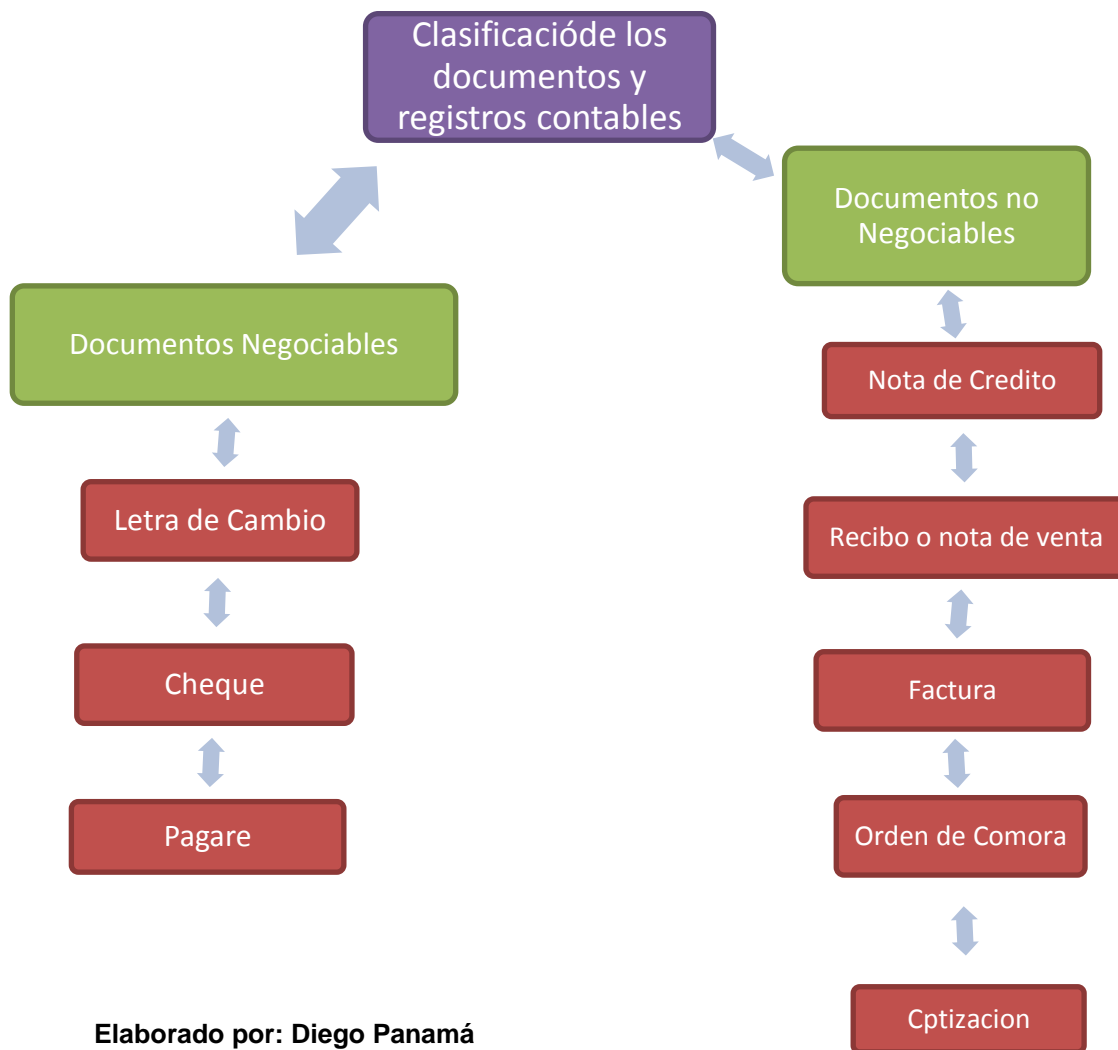 Clasificacióde los
documentos y
registros contables
Documentos no
Negociables
Documentos Negociables
Nota de Credito
Letra de Cambio
Recibo o nota de venta
Cheque
Factura
Pagare
Orden de Comora
Cptizacion
Elaborado por: Diego Panamá